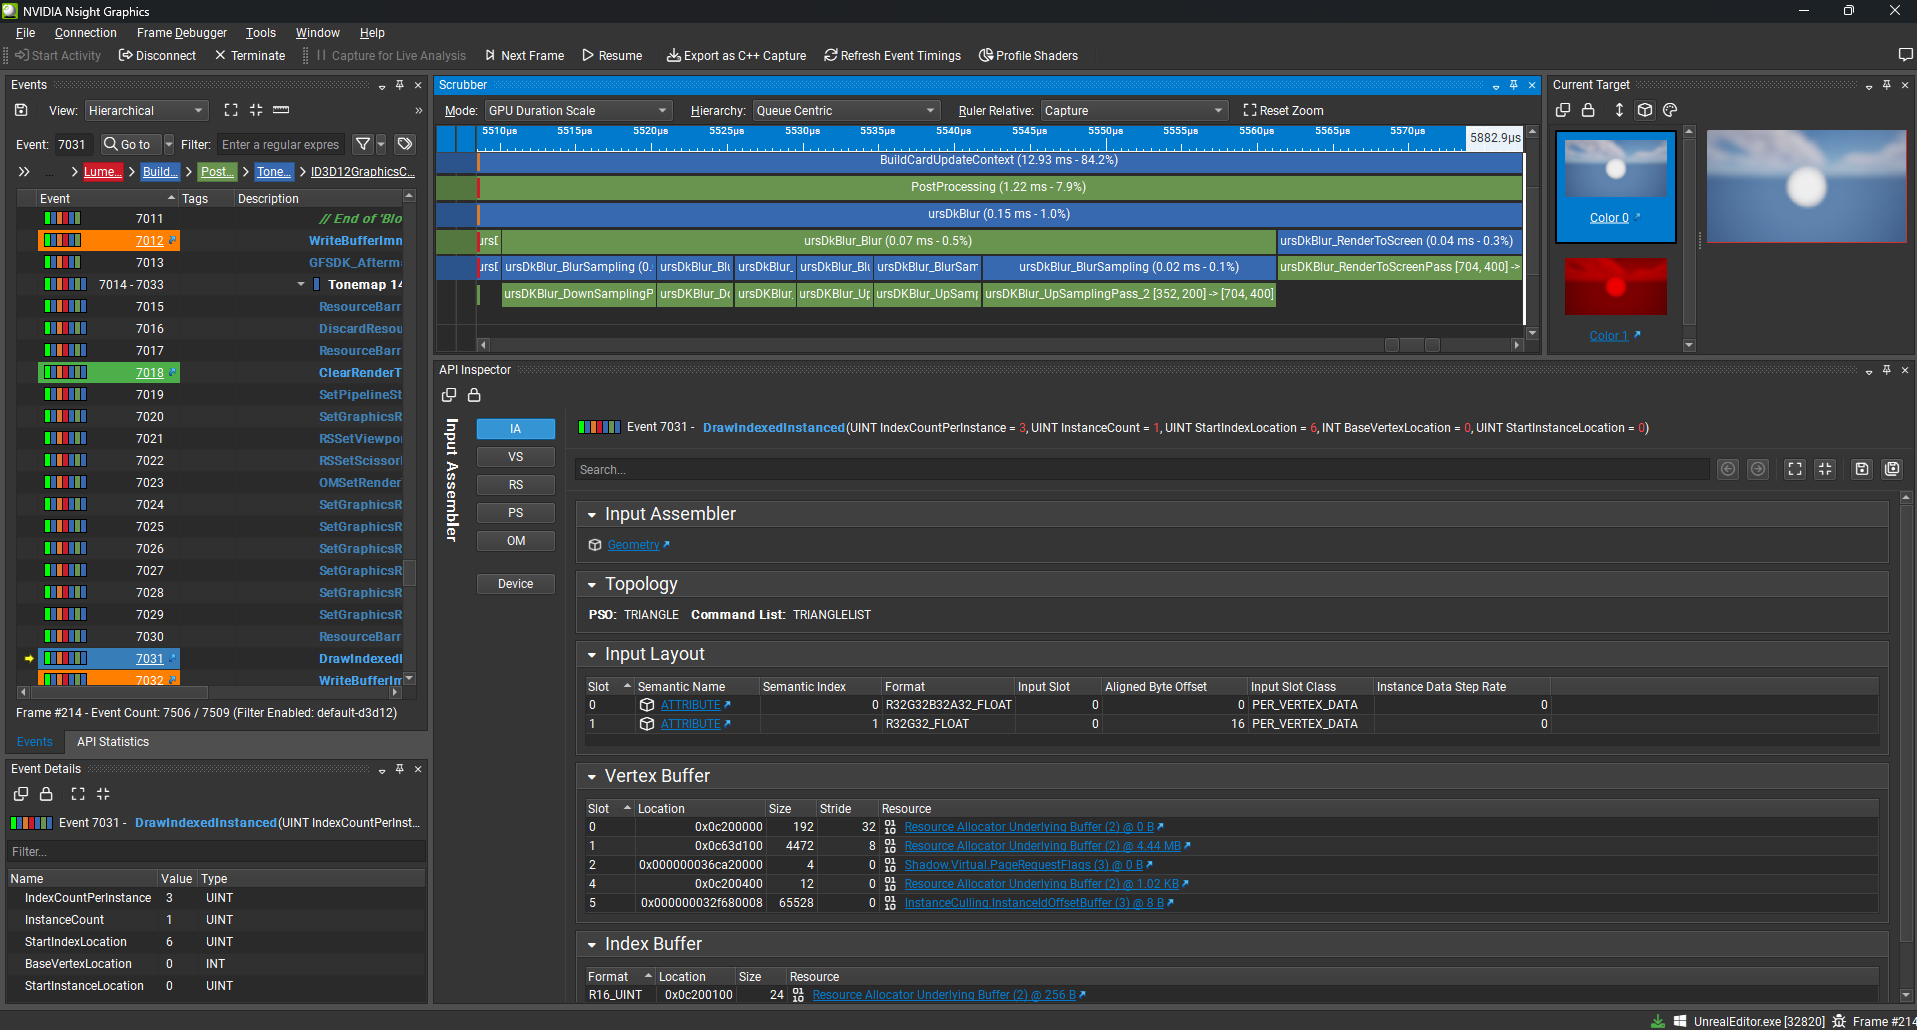 NVIDIA Nsight Graphics
File Connection Frame Debugger Tools Window Help
Start Activity Disconnect Terminate Capture for Live Analysis Next Frame Resume Export as C++ Capture Refresh Event Timings Profile Shaders
Events
View: Hierarchical »
Event: 7031 Go to Filter: Enter a regular expres
» ... > Lume... > Build... > Post... > Tone... > ID3D12GraphicsC...
Event Tags Description
7011 // End of 'Blo
7012 WriteBufferImm
7013 GFSDK_Afterma
7014 - 7033 Tonemap 14
7015 ResourceBarr
7016 DiscardResou
7017 ResourceBarr
7018 ClearRenderT
7019 SetPipelineSt
7020 SetGraphicsR
7021 RSSetViewpo
7022 RSSetScissorI
7023 OMSetRender
7024 SetGraphicsR
7025 SetGraphicsR
7026 SetGraphicsR
7027 SetGraphicsR
7028 SetGraphicsR
7029 SetGraphicsR
7030 ResourceBarr
7031 DrawIndexedI
7032 WriteBufferIm
Frame #214 - Event Count: 7506 / 7509 (Filter Enabled: default-d3d12)
Events API Statistics
Event Details
Event 7031 - DrawIndexedInstanced(UINT IndexCountPerInst...
Filter...
Name Value Type
IndexCountPerInstance 3 UINT
InstanceCount 1 UINT
StartIndexLocation 6 UINT
BaseVertexLocation 0 INT
StartInstanceLocation 0 UINT
Scrubber
Mode: GPU Duration Scale Hierarchy: Queue Centric Ruler Relative: Capture Reset Zoom
5510µs 5515µs 5520µs 5525µs 5530µs 5535µs 5540µs 5545µs 5550µs 5555µs 5560µs 5565µs 5570µs 5882.9µs
BuildCardUpdateContext (12.93 ms - 84.2%)
PostProcessing (1.22 ms - 7.9%)
ursDkBlur (0.15 ms - 1.0%)
ursD ursDkBlur_Blur (0.07 ms - 0.5%) ursDkBlur_RenderToScreen (0.04 ms - 0.3%)
ursD ursDkBlur_BlurSampling (0. ursDkBlur_Blu ursDkBlur_ ursDkBlur_Blu ursDkBlur_BlurSam ursDkBlur_BlurSampling (0.02 ms - 0.1%) ursDKBlur_RenderToScreenPass [704, 400] ->
ursDKBlur_DownSamplingP ursDKBlur_Do ursDKBlur_ ursDKBlur_Up ursDKBlur_UpSamp ursDKBlur_UpSamplingPass_2 [352, 200] -> [704, 400]
Current Target
Color 0
Color 1
API Inspector
Input Assembler
IA
VS
RS
PS
OM
Device
Event 7031 - DrawIndexedInstanced(UINT IndexCountPerInstance = 3, UINT InstanceCount = 1, UINT StartIndexLocation = 6, INT BaseVertexLocation = 0, UINT StartInstanceLocation = 0)
Search...
Input Assembler
Geometry
Topology
PSO: TRIANGLE Command List: TRIANGLELIST
Input Layout
Slot Semantic Name Semantic Index Format Input Slot Aligned Byte Offset Input Slot Class Instance Data Step Rate
0 ATTRIBUTE 0 R32G32B32A32_FLOAT 0 0 PER_VERTEX_DATA 0
1 ATTRIBUTE 1 R32G32_FLOAT 0 16 PER_VERTEX_DATA 0
Vertex Buffer
Slot Location Size Stride Resource
0 0x0c200000 192 32 Resource Allocator Underlying Buffer (2) @ 0 B
1 0x0c63d100 4472 8 Resource Allocator Underlying Buffer (2) @ 4.44 MB
2 0x000000036ca20000 4 0 Shadow.Virtual.PageRequestFlags (3) @ 0 B
4 0x0c200400 12 0 Resource Allocator Underlying Buffer (2) @ 1.02 KB
5 0x000000032f680008 65528 0 InstanceCulling.InstanceIdOffsetBuffer (3) @ 8 B
Index Buffer
Format Location Size Resource
R16_UINT 0x0c200100 24 Resource Allocator Underlying Buffer (2) @ 256 B
UnrealEditor.exe [32820] Frame #214